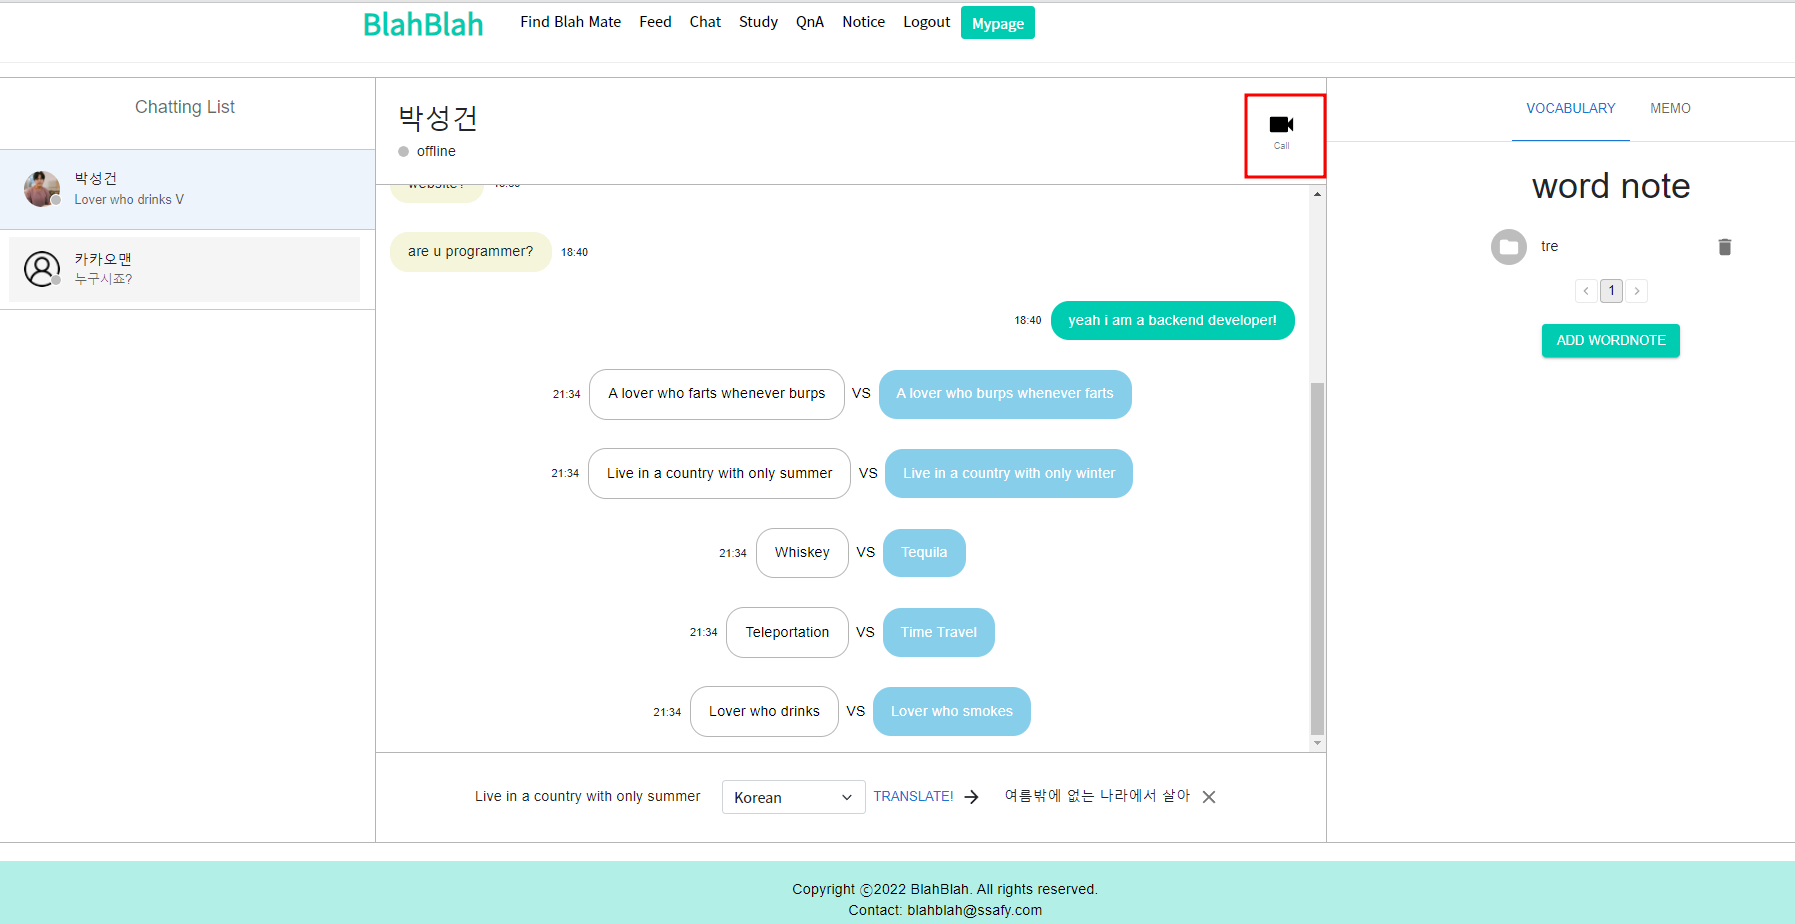 BlahBlah
Find Blah Mate Feed Chat Study QnA Notice Logout Mypage
Chatting List
박성건
Lover who drinks V
카카오맨
누구시죠?
박성건
offline
Call
website? 18:38
are u programmer? 18:40
18:40 yeah i am a backend developer!
21:34 A lover who farts whenever burps VS A lover who burps whenever farts
21:34 Live in a country with only summer VS Live in a country with only winter
21:34 Whiskey VS Tequila
21:34 Teleportation VS Time Travel
21:34 Lover who drinks VS Lover who smokes
Live in a country with only summer Korean TRANSLATE! 여름밖에 없는 나라에서 살아
VOCABULARY MEMO
word note
tre
1
ADD WORDNOTE
Copyright ⓒ2022 BlahBlah. All rights reserved.
Contact: blahblah@ssafy.com